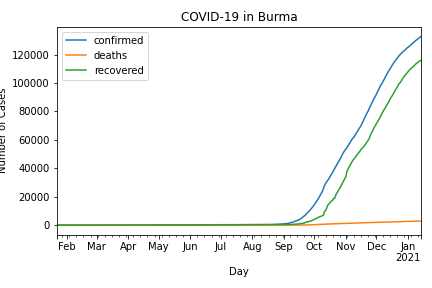 COVID-19 in Burma
confirmed
deaths
recovered
Number of Cases
120000
100000
80000
60000
40000
20000
0
Feb Mar Apr May Jun Jul Aug Sep Oct Nov Dec Jan
2021
Day